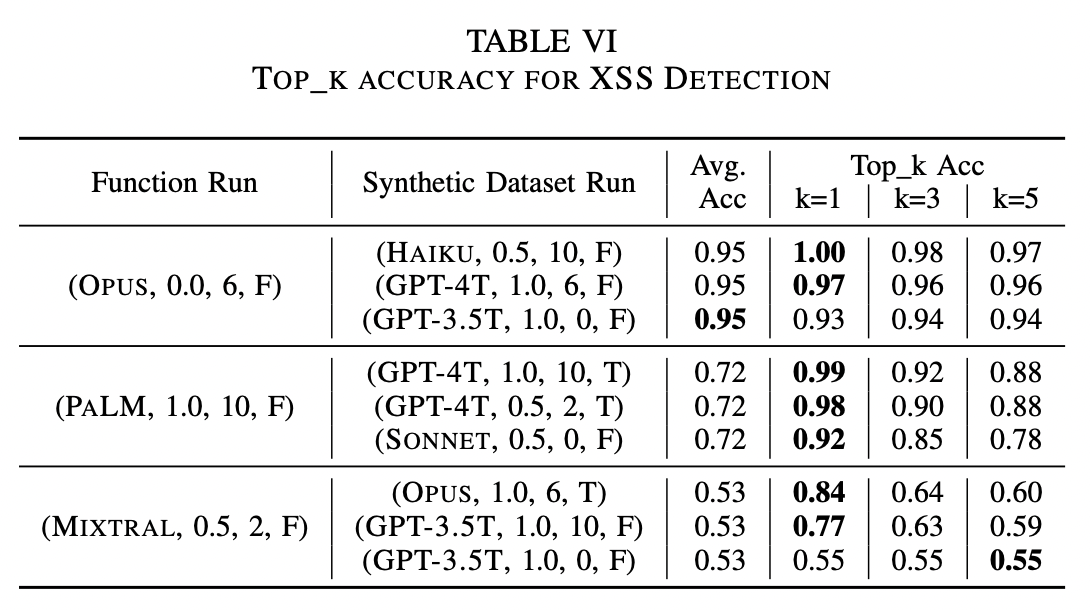 TABLE VI
TOP_K ACCURACY FOR XSS DETECTION
Function Run | Synthetic Dataset Run | Avg. Acc | Top_k Acc
k=1 | k=3 | k=5
(OPUS, 0.0, 6, F) | (HAIKU, 0.5, 10, F) | 0.95 | 1.00 | 0.98 | 0.97
(GPT-4T, 1.0, 6, F) | 0.95 | 0.97 | 0.96 | 0.96
(GPT-3.5T, 1.0, 0, F) | 0.95 | 0.93 | 0.94 | 0.94
(PALM, 1.0, 10, F) | (GPT-4T, 1.0, 10, T) | 0.72 | 0.99 | 0.92 | 0.88
(GPT-4T, 0.5, 2, T) | 0.72 | 0.98 | 0.90 | 0.88
(SONNET, 0.5, 0, F) | 0.72 | 0.92 | 0.85 | 0.78
(MIXTRAL, 0.5, 2, F) | (OPUS, 1.0, 6, T) | 0.53 | 0.84 | 0.64 | 0.60
(GPT-3.5T, 1.0, 10, F) | 0.53 | 0.77 | 0.63 | 0.59
(GPT-3.5T, 1.0, 0, F) | 0.53 | 0.55 | 0.55 | 0.55